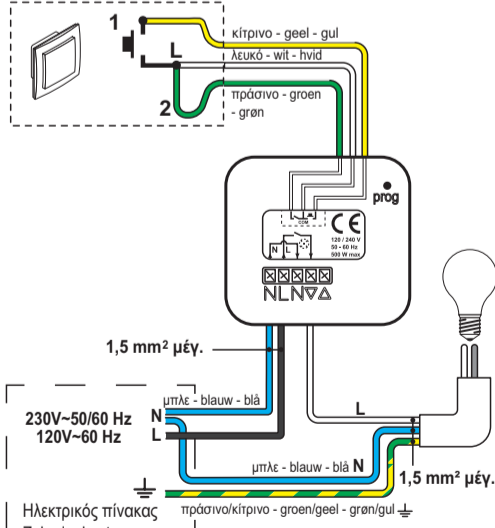 1
κίτρινο - geel - gul
L
λευκό - wit - hvid
2
πράσινο - groen
- grøn
prog
COM
CE
N L
120 / 240 V
50 - 60 Hz
500 W max
NLN▽△
1,5 mm² μέγ.
μπλε - blauw - blå
230V~50/60 Hz
120V~60 Hz
N
L
L
μπλε - blauw - blå N
1,5 mm² μέγ.
πράσινο/κίτρινο - groen/geel - grøn/gul
Ηλεκτρικός πίνακας